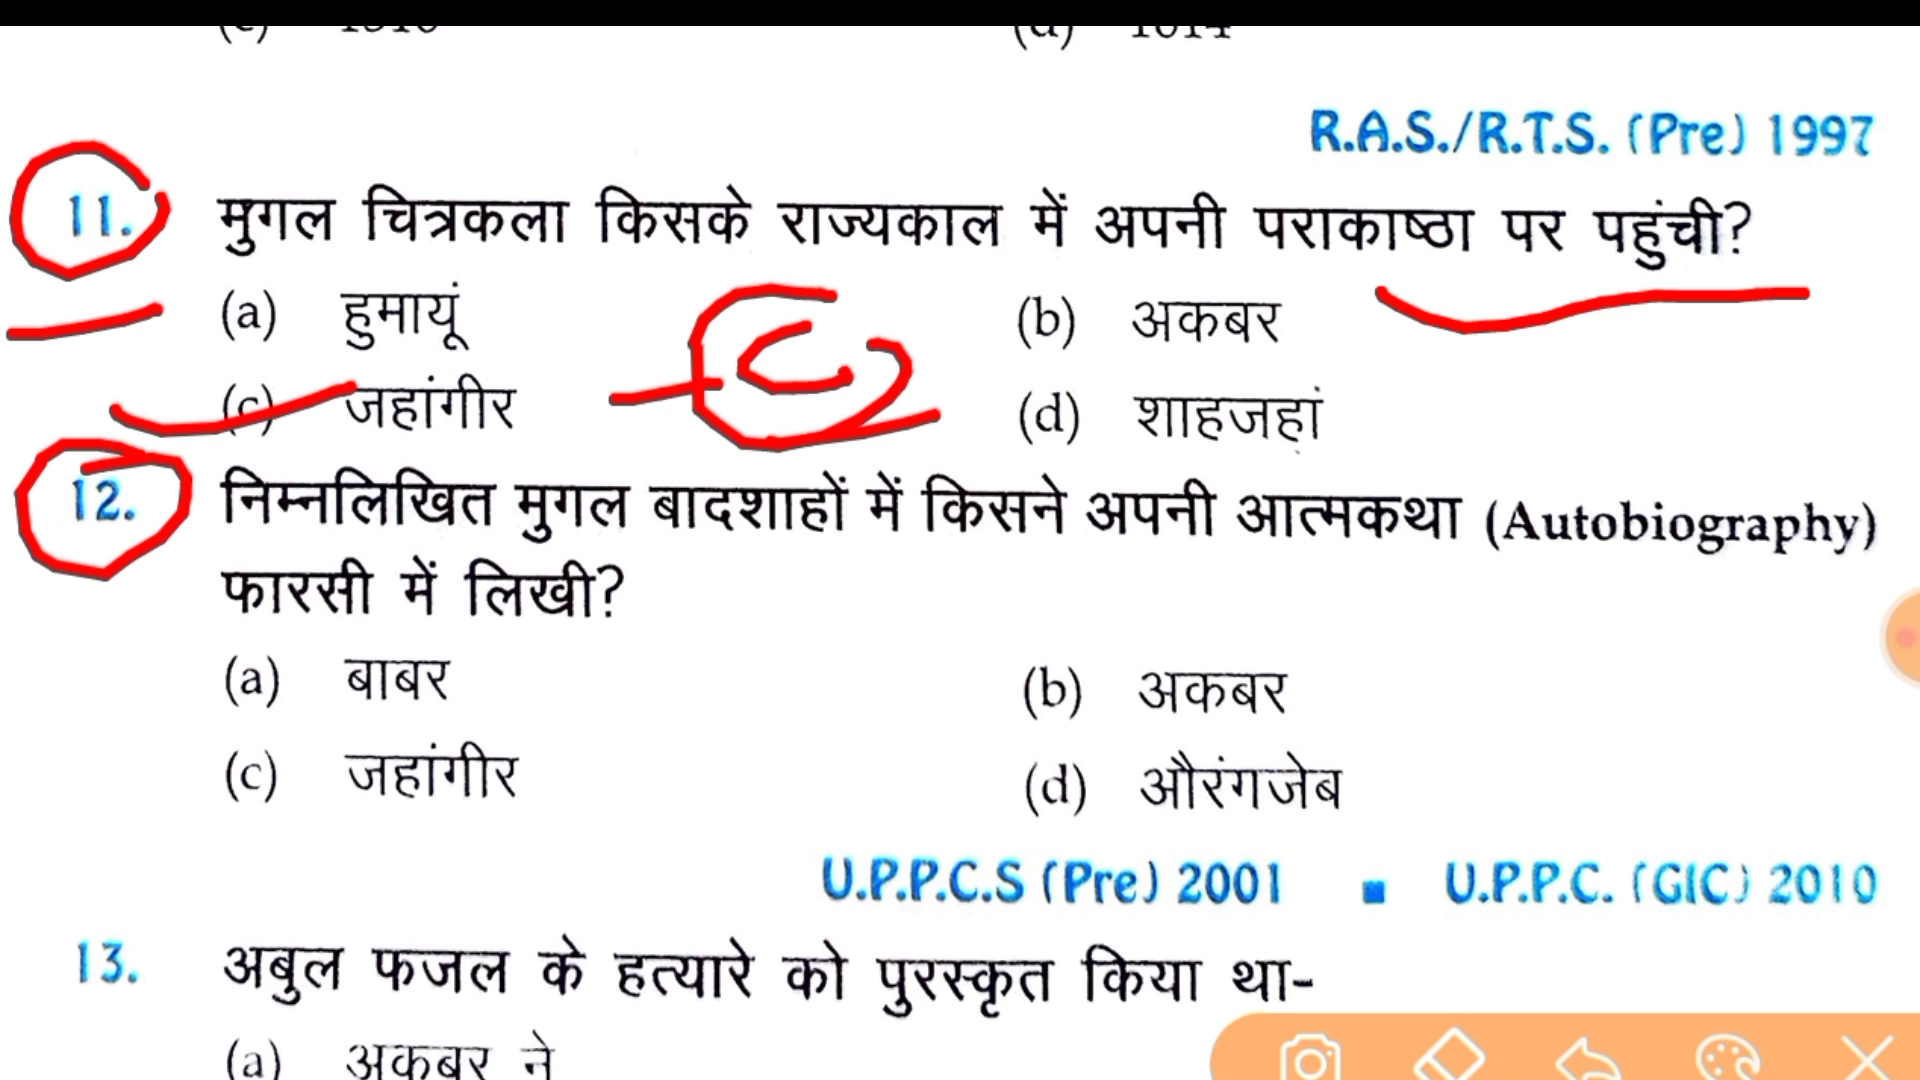 R.A.S./R.T.S. (Pre) 1997
11. मुगल चित्रकला किसके राज्यकाल में अपनी पराकाष्ठा पर पहुंची?
(a) हुमायूं (b) अकबर
(c) जहांगीर (d) शाहजहां
12. निम्नलिखित मुगल बादशाहों में किसने अपनी आत्मकथा (Autobiography)
फारसी में लिखी?
(a) बाबर (b) अकबर
(c) जहांगीर (d) औरंगजेब
U.P.P.C.S (Pre) 2001 ▪ U.P.P.C. (GIC) 2010
13. अबुल फजल के हत्यारे को पुरस्कृत किया था-
(a) अकबर ने